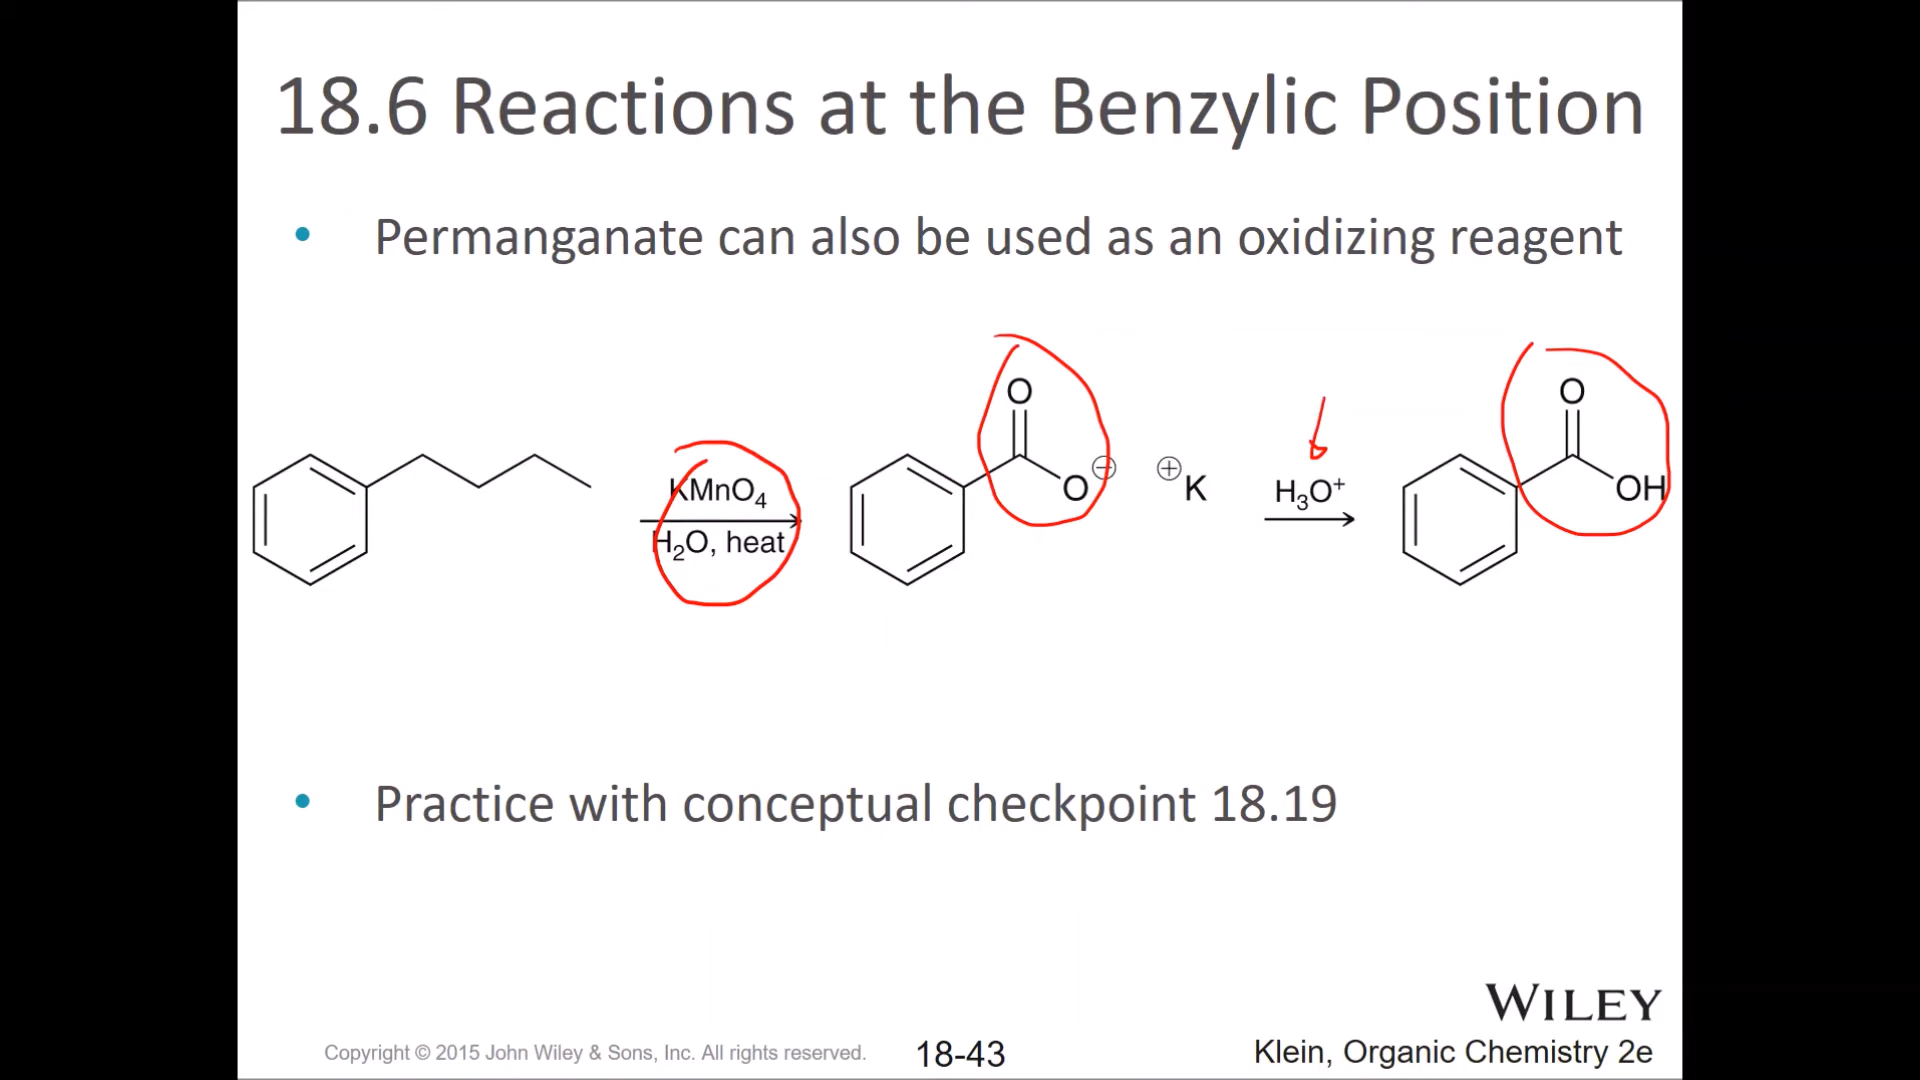 18.6 Reactions at the Benzylic Position
• Permanganate can also be used as an oxidizing reagent
O
O
KMnO₄
O⊖
⊕K
H₃O⁺
OH
H₂O, heat
• Practice with conceptual checkpoint 18.19
WILEY
Copyright © 2015 John Wiley & Sons, Inc. All rights reserved.
18-43
Klein, Organic Chemistry 2e